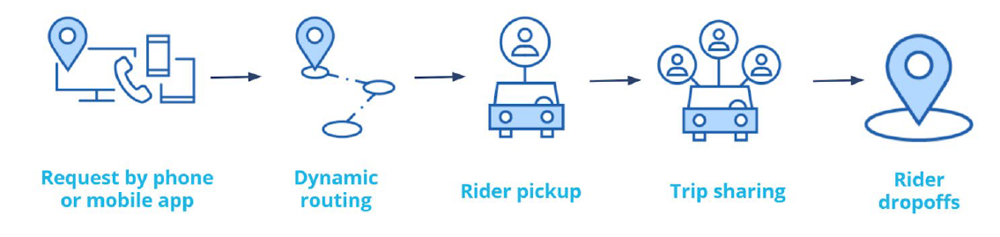 Request by phone
or mobile app
Dynamic
routing
Rider pickup
Trip sharing
Rider
dropoffs